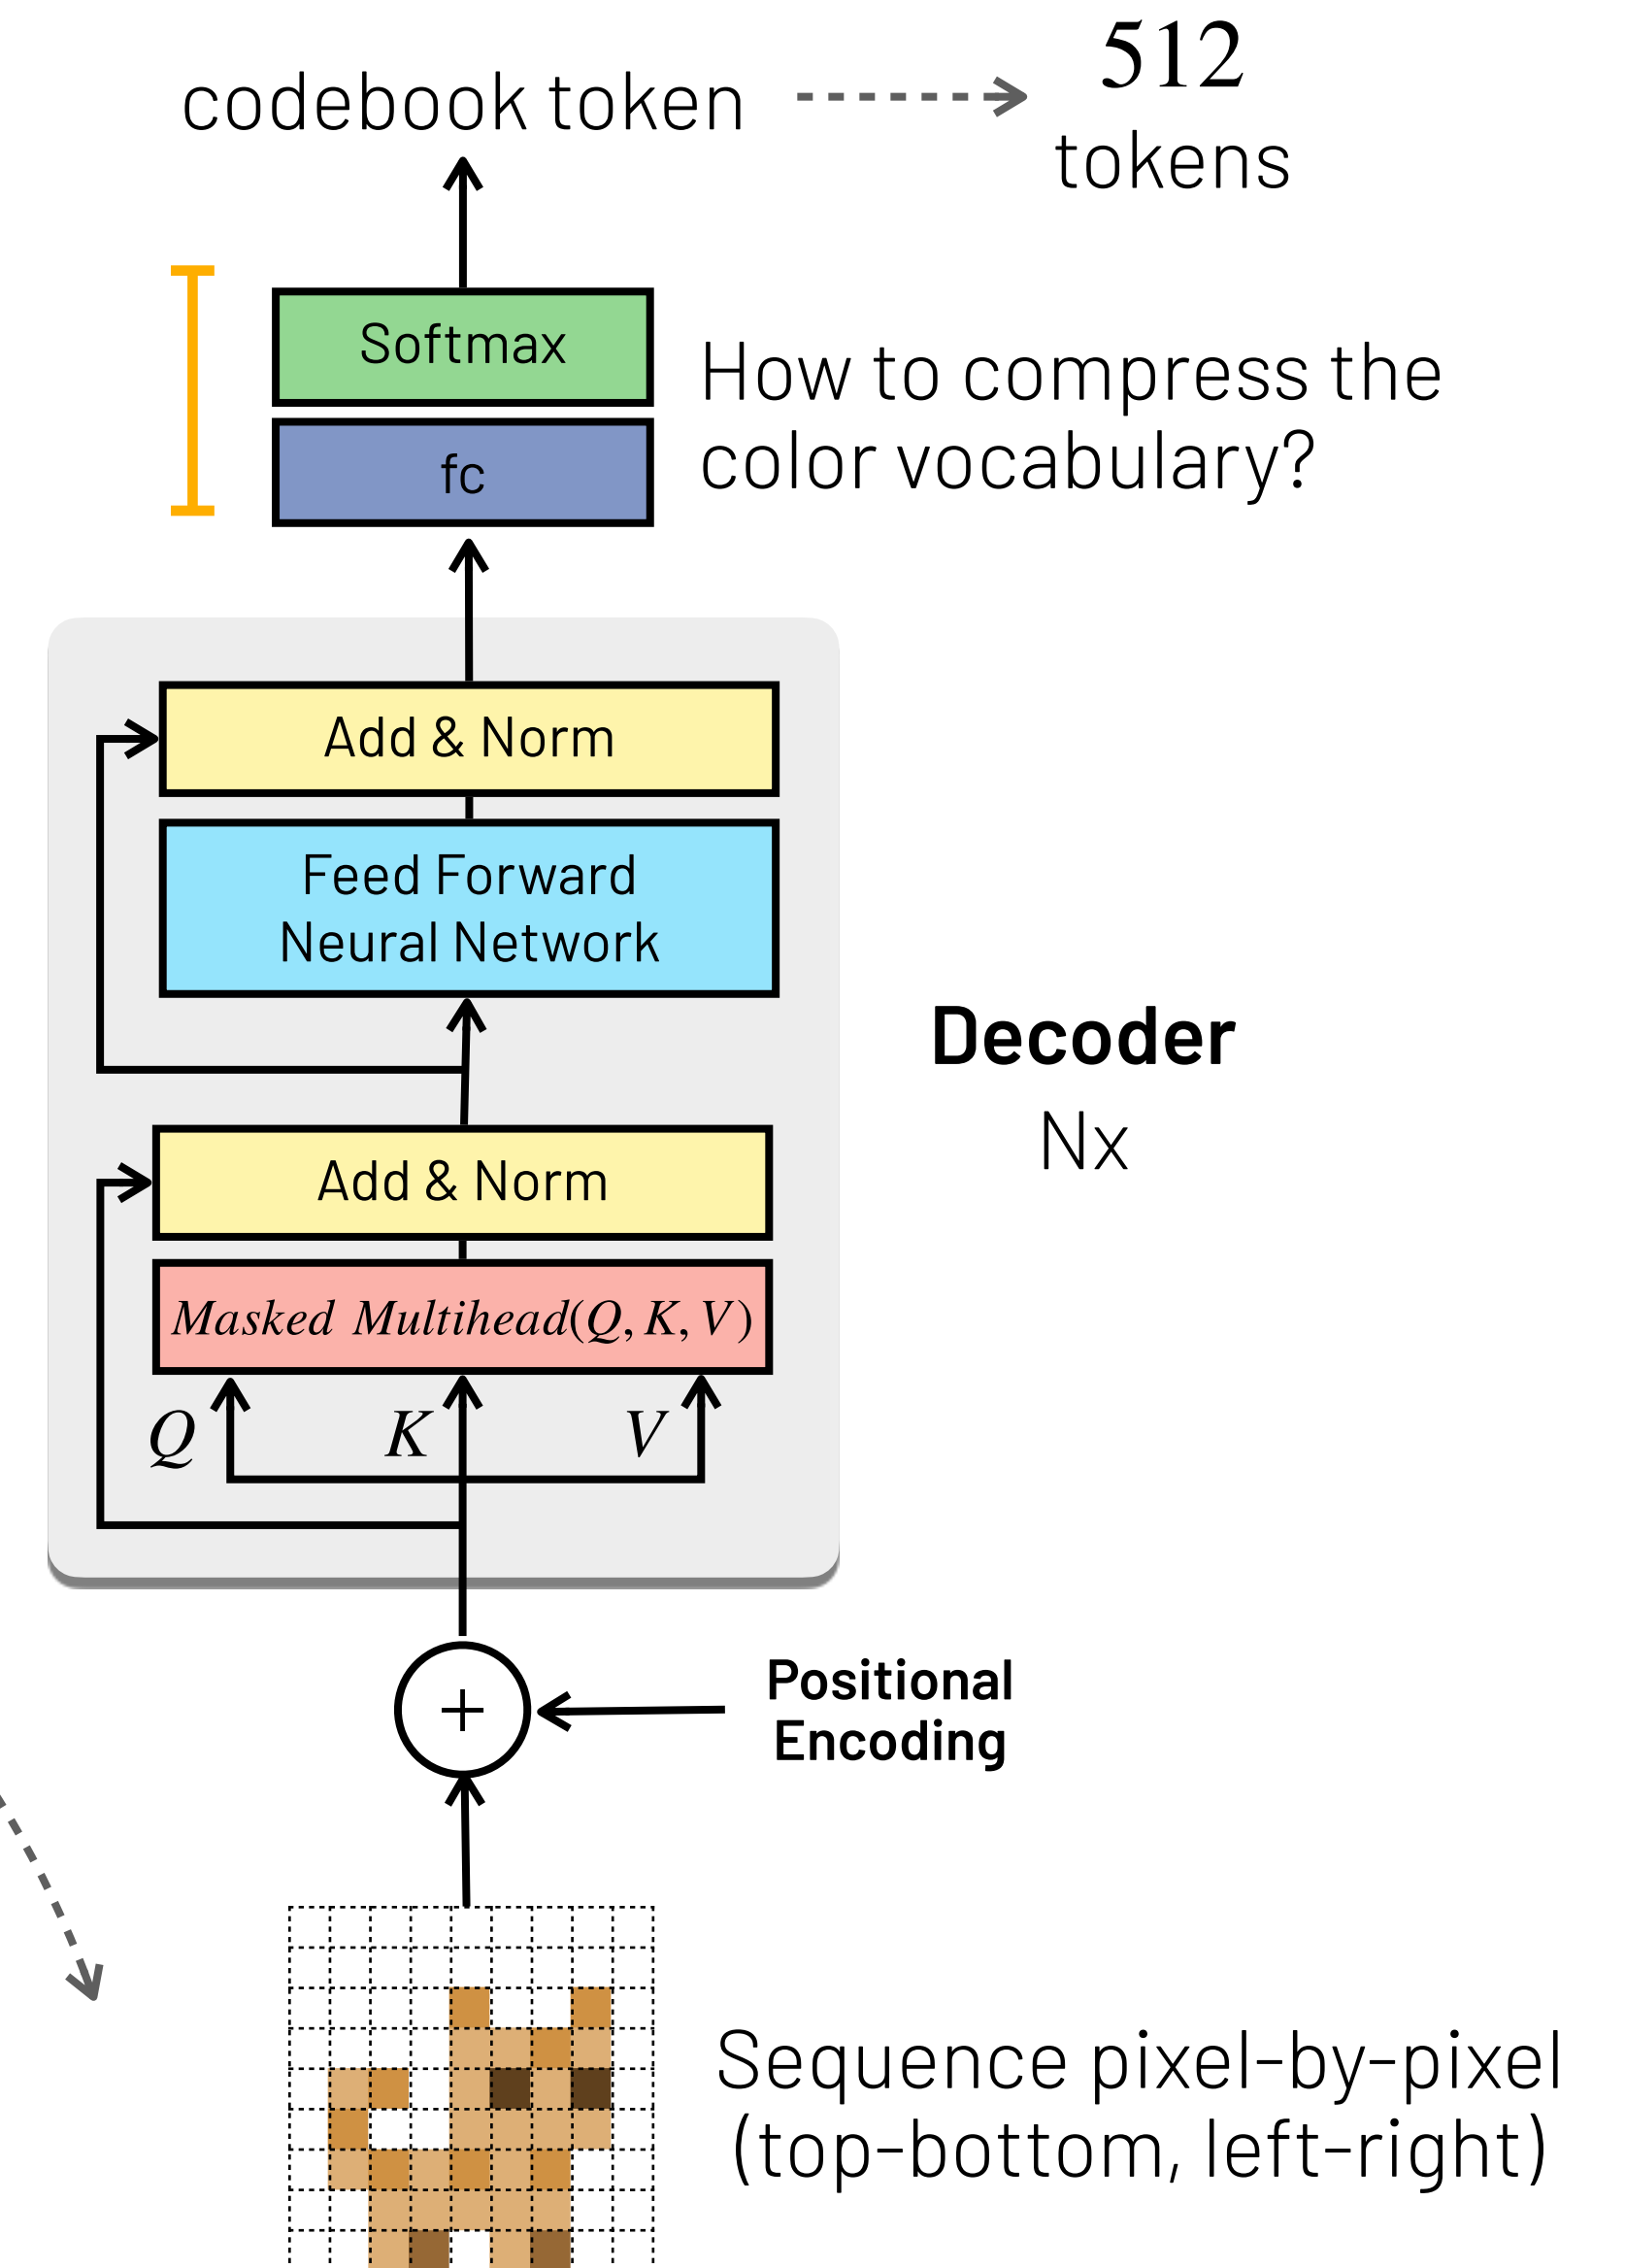 codebook token
512
tokens
Softmax
fc
How to compress the
color vocabulary?
Add & Norm
Feed Forward
Neural Network
Decoder
Nx
Add & Norm
Masked Multihead(Q, K, V)
Q
K
V
+
Positional
Encoding
Sequence pixel-by-pixel
(top-bottom, left-right)